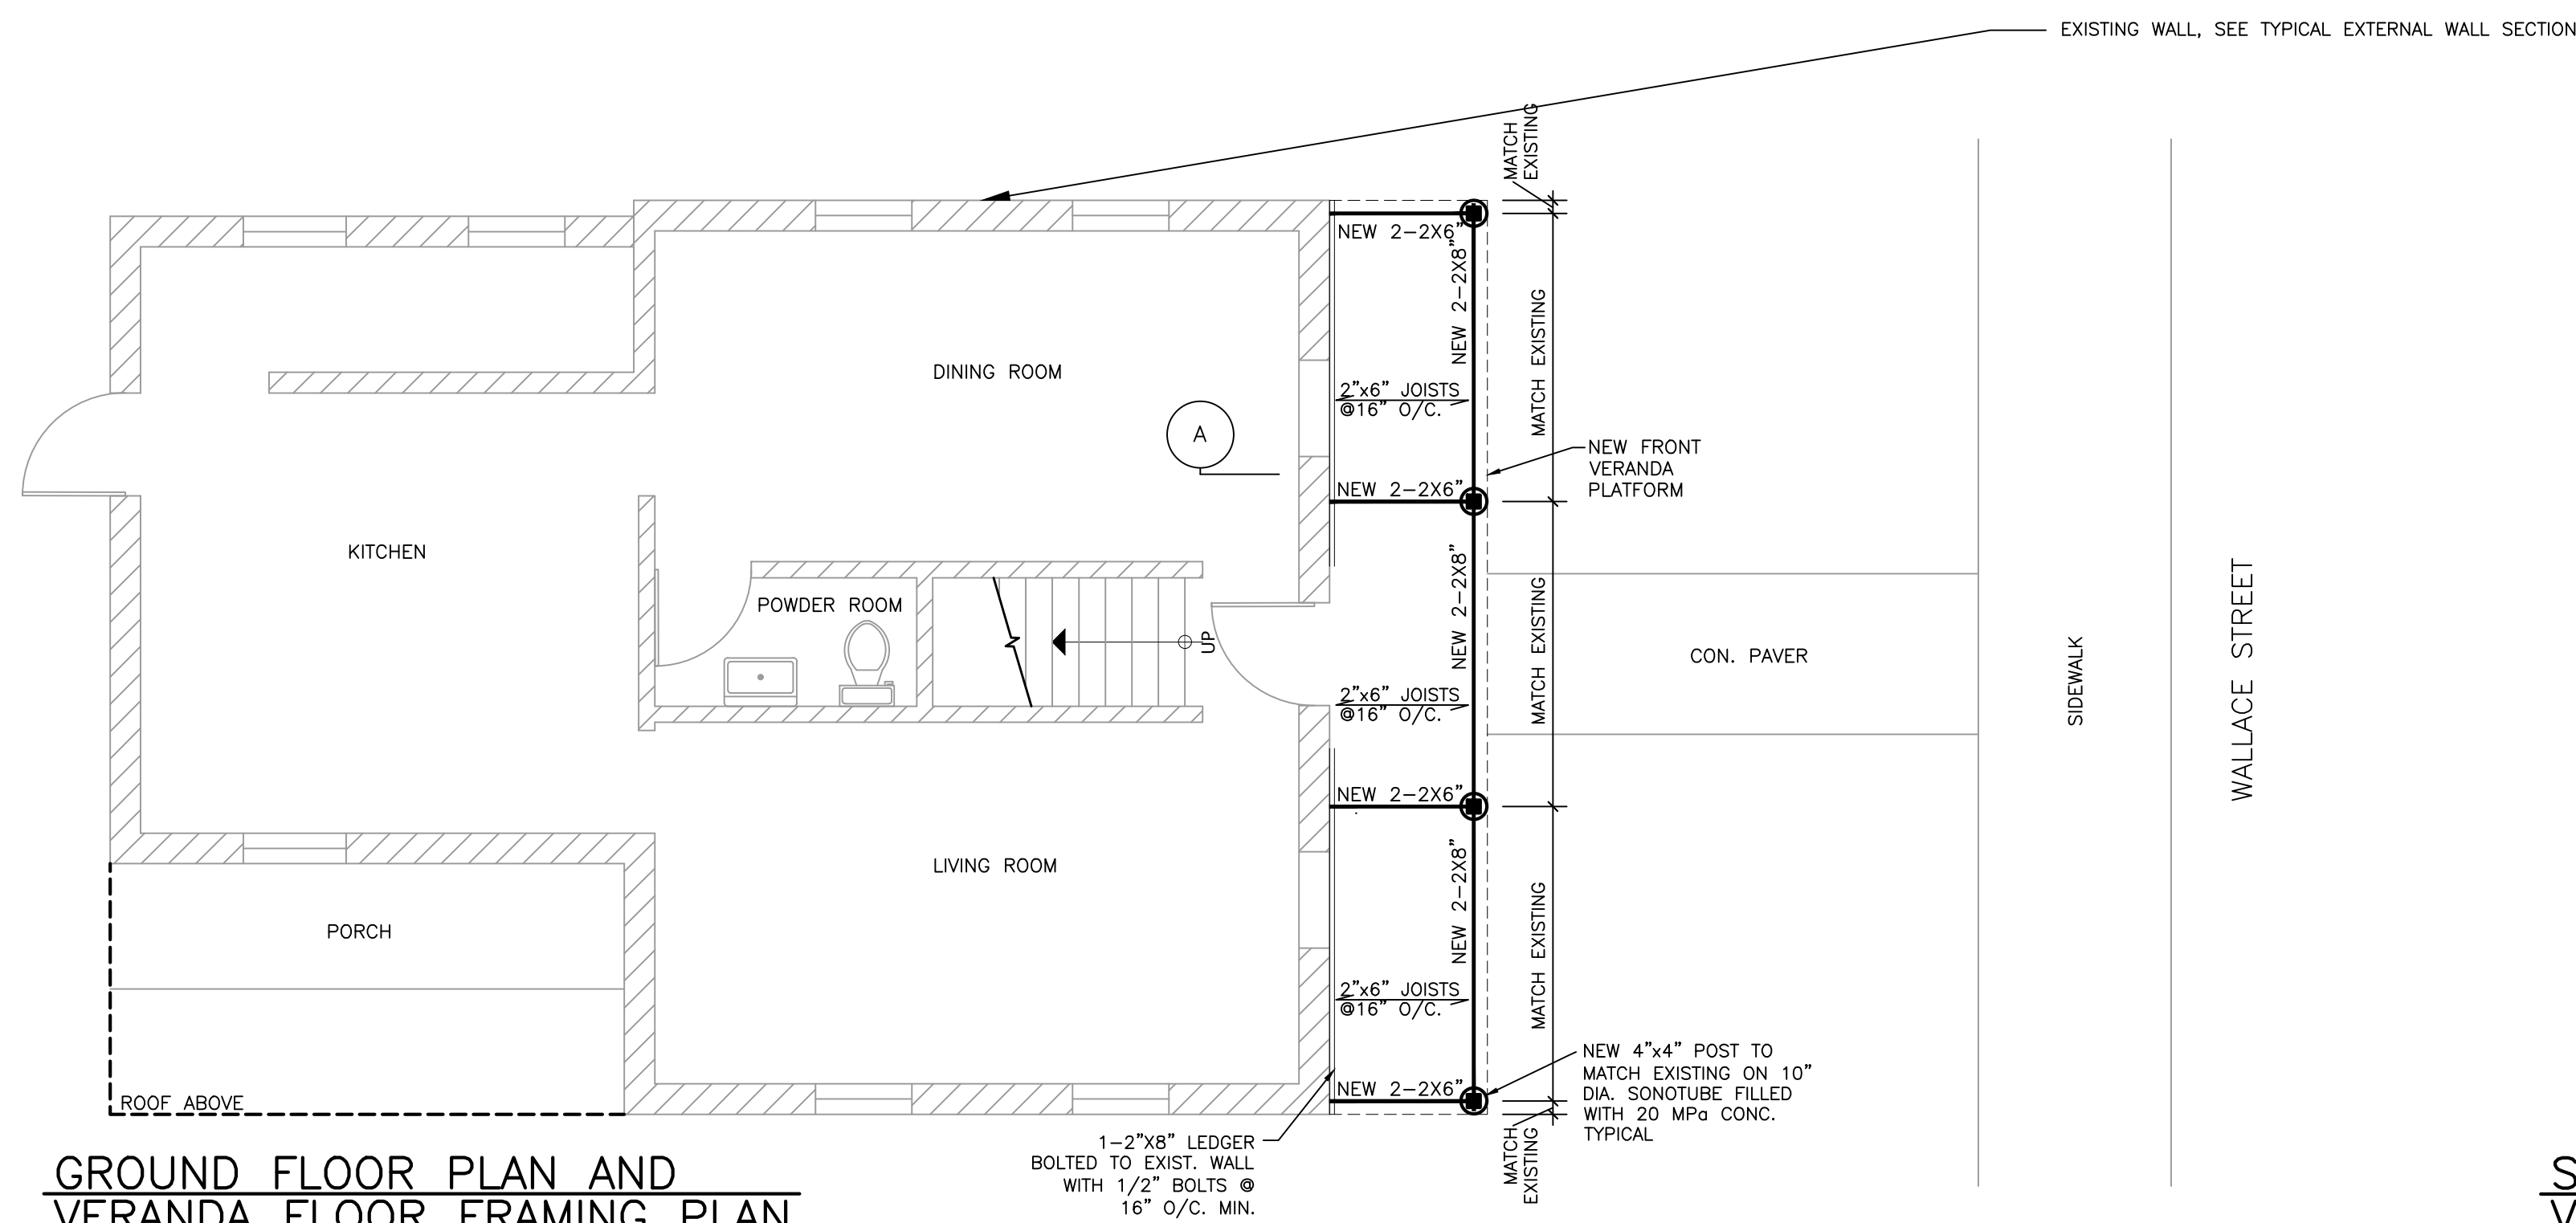 EXISTING WALL, SEE TYPICAL EXTERNAL WALL SECTION
MATCH
EXISTING
NEW 2-2X6"
NEW 2-2X8"
MATCH EXISTING
DINING ROOM
2"x6" JOISTS
@16" O/C.
A
NEW FRONT
VERANDA
PLATFORM
NEW 2-2X6"
KITCHEN
POWDER ROOM
UP
NEW 2-2X8"
MATCH EXISTING
CON. PAVER
SIDEWALK
WALLACE STREET
2"x6" JOISTS
@16" O/C.
NEW 2-2X6"
LIVING ROOM
NEW 2-2X8"
MATCH EXISTING
PORCH
2"x6" JOISTS
@16" O/C.
NEW 4"x4" POST TO
MATCH EXISTING ON 10"
DIA. SONOTUBE FILLED
WITH 20 MPa CONC.
TYPICAL
NEW 2-2X6"
ROOF ABOVE
1-2"X8" LEDGER
BOLTED TO EXIST. WALL
WITH 1/2" BOLTS @
16" O/C. MIN.
MATCH
EXISTING
GROUND FLOOR PLAN AND
VERANDA FLOOR FRAMING PLAN